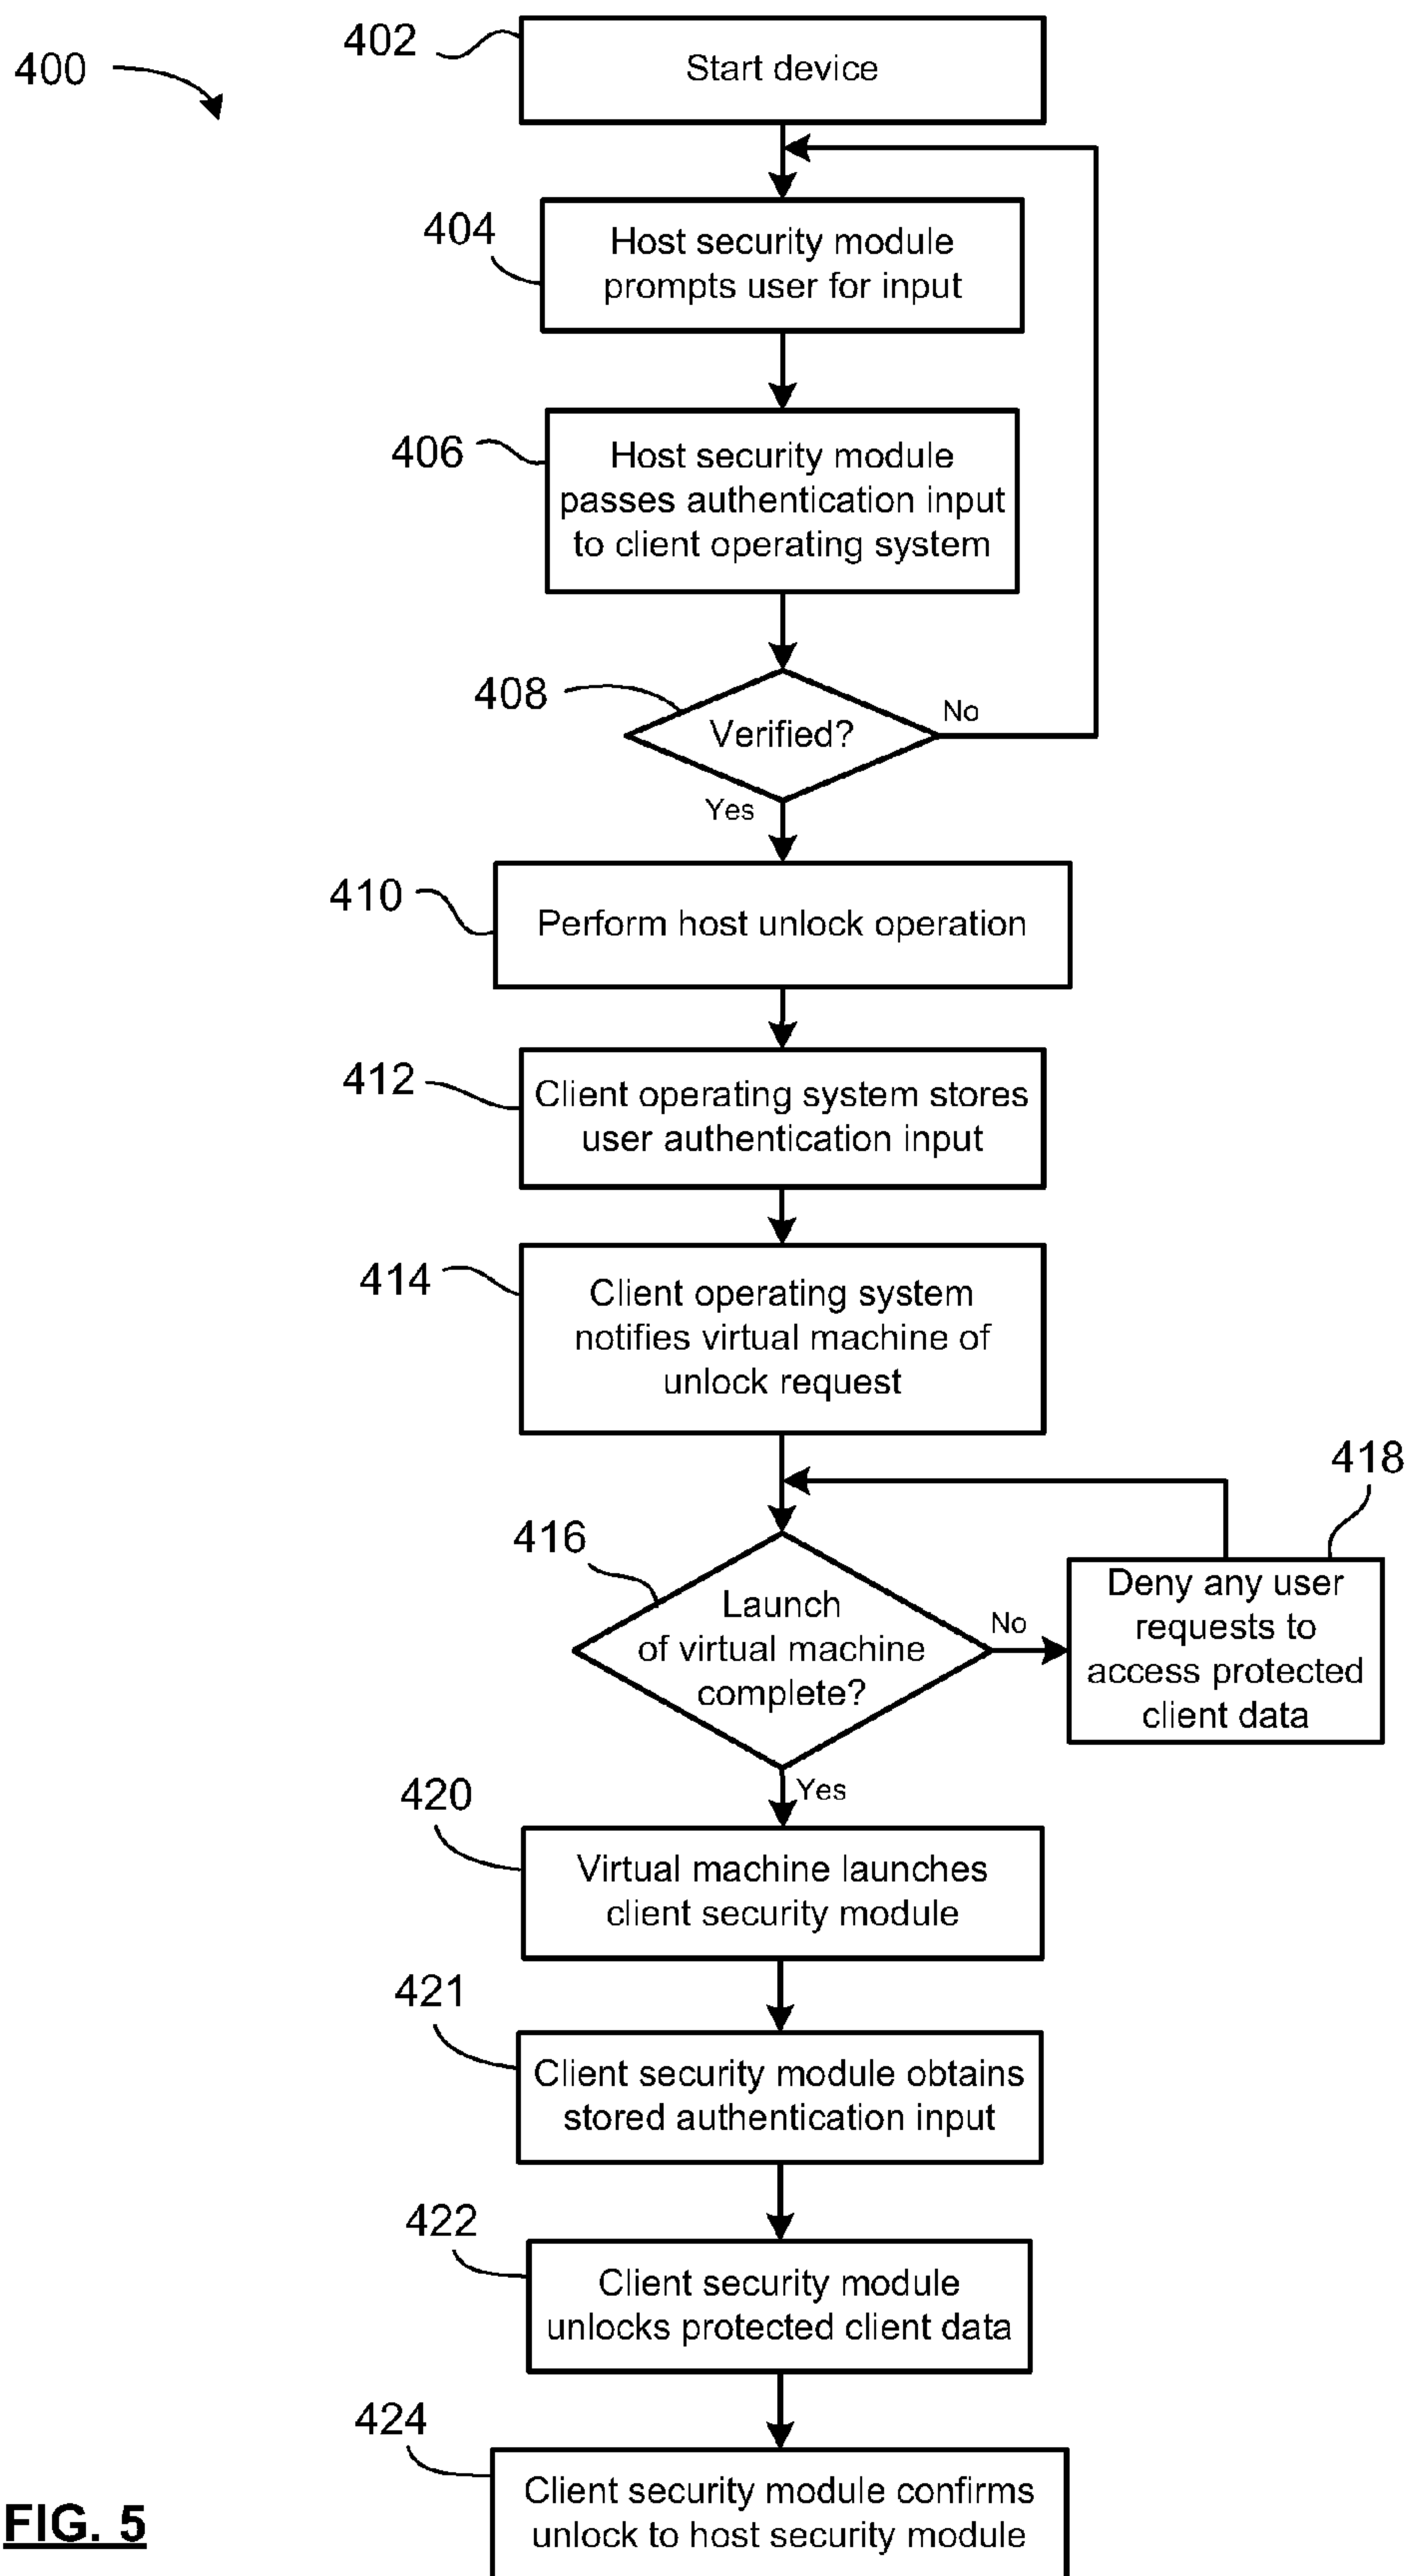 400
402
Start device
404
Host security module
prompts user for input
406
Host security module
passes authentication input
to client operating system
408
Verified?
No
Yes
410
Perform host unlock operation
412
Client operating system stores
user authentication input
414
Client operating system
notifies virtual machine of
unlock request
416
Launch
of virtual machine
complete?
No
418
Deny any user
requests to
access protected
client data
Yes
420
Virtual machine launches
client security module
421
Client security module obtains
stored authentication input
422
Client security module
unlocks protected client data
424
Client security module confirms
unlock to host security module
FIG. 5